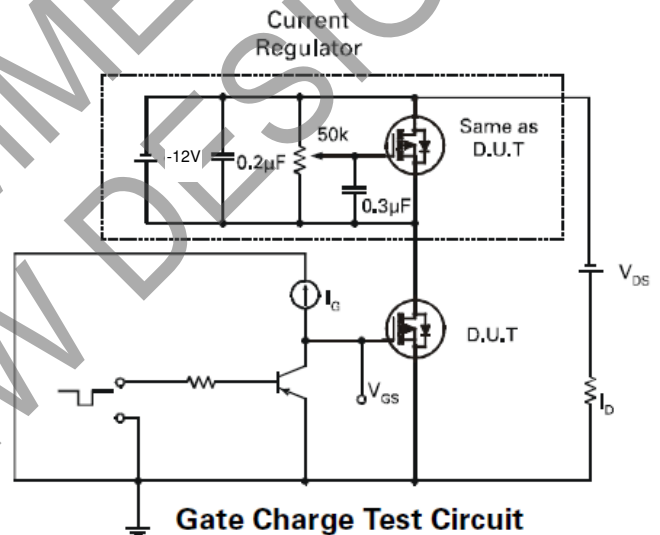 Current
Regulator
-12V
0.2µF
50k
0.3µF
Same as
D.U.T
I_G
V_GS
D.U.T
V_DS
I_D
Gate Charge Test Circuit